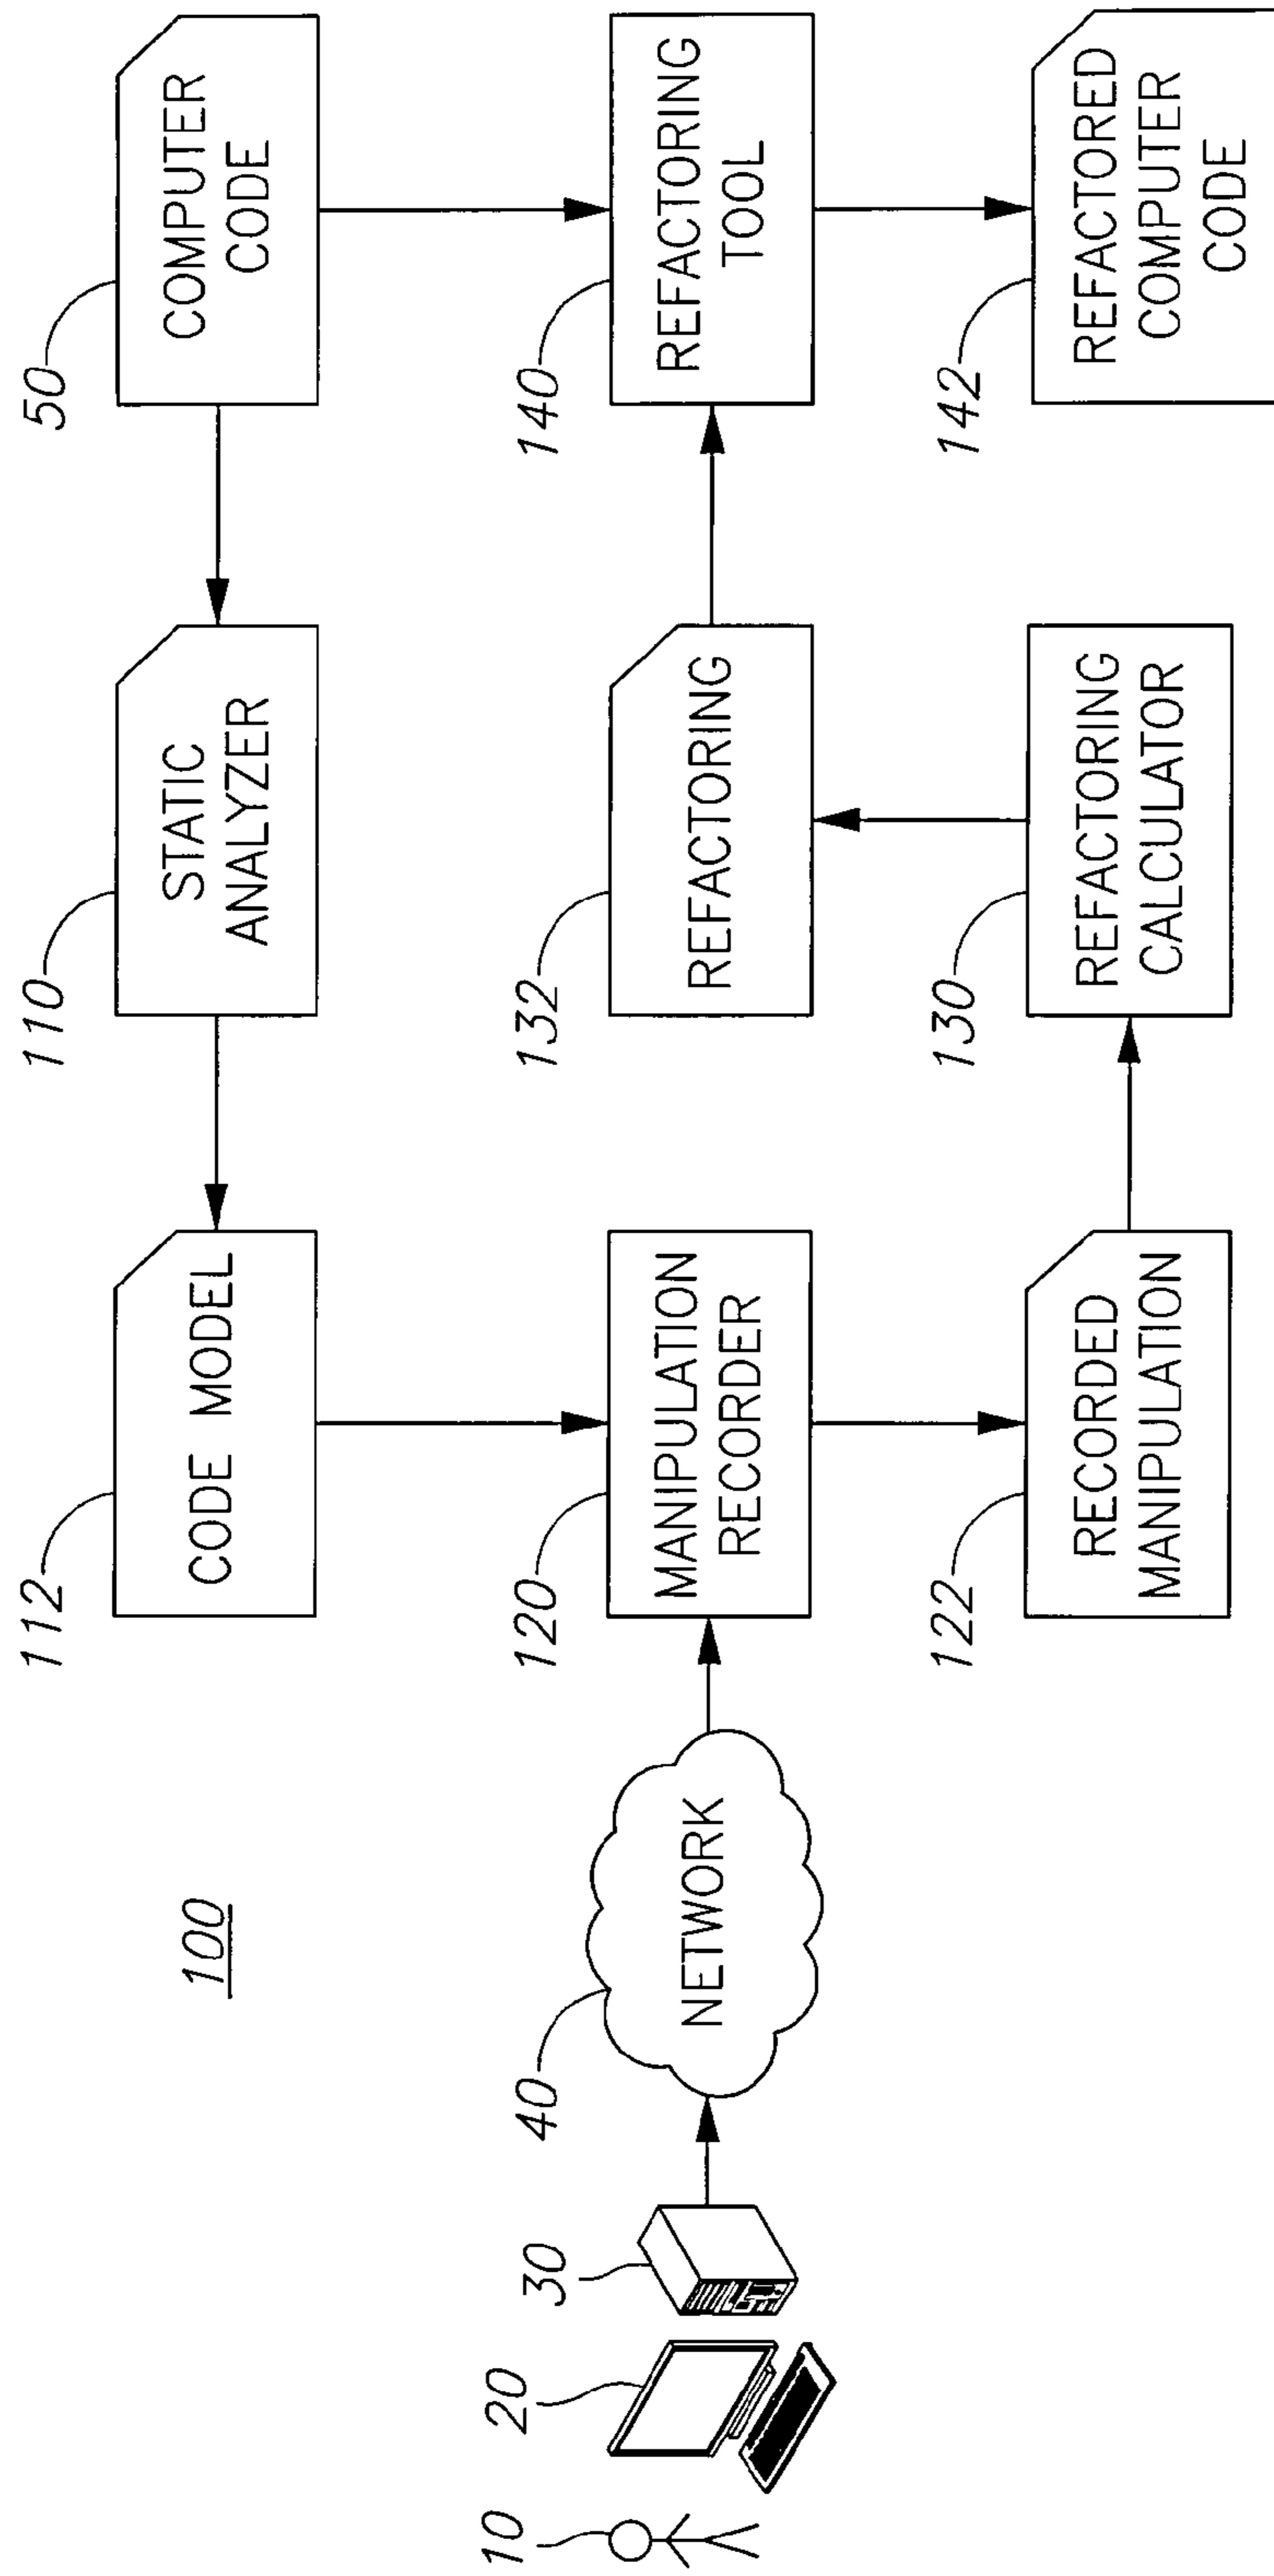 100
10
20
30
40
NETWORK
112
CODE MODEL
110
STATIC
ANALYZER
50
COMPUTER
CODE
120
MANIPULATION
RECORDER
132
REFACTORING
140
REFACTORING
TOOL
122
RECORDED
MANIPULATION
130
REFACTORING
CALCULATOR
142
REFACTORED
COMPUTER
CODE